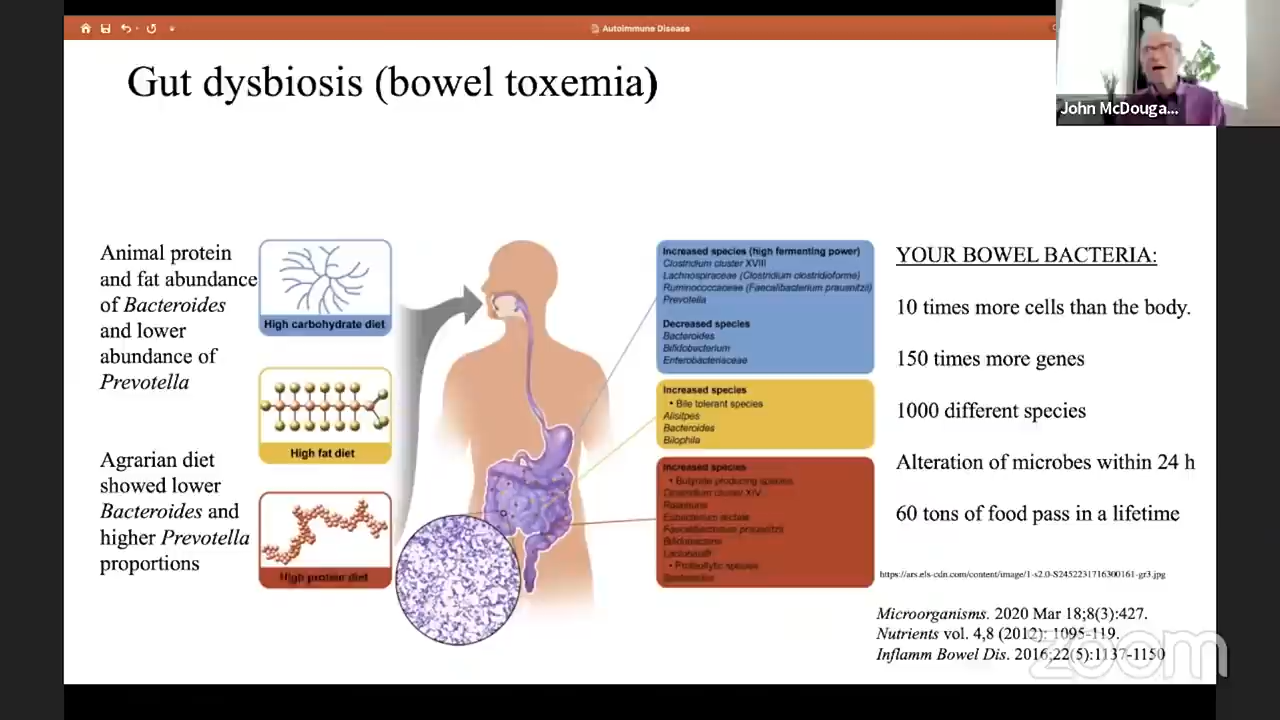 Autoimmune Disease
John McDouga...
Gut dysbiosis (bowel toxemia)
Animal protein
and fat abundance
of Bacteroides
and lower
abundance of
Prevotella
Agrarian diet
showed lower
Bacteroides and
higher Prevotella
proportions
High carbohydrate diet
High fat diet
High protein diet
Increased species (high fermenting power)
Clostridium cluster XVIII
Lachnospiraceae (Clostridium clostridioforme)
Ruminococcaceae (Faecalibacterium prausnitzii)
Prevotella
Decreased species
Bacteroides
Bifidobacterium
Enterobacteriaceae
Increased species
• Bile tolerant species
Alisitpes
Bacteroides
Bilophila
Increased species
• Butyrate producing species
Clostridium cluster XIV
Eubacterium rectale
Faecalibacterium prausnitzii
• Proteolytic species
Bacteroides
YOUR BOWEL BACTERIA:
10 times more cells than the body.
150 times more genes
1000 different species
Alteration of microbes within 24 h
60 tons of food pass in a lifetime
https://ars.els-cdn.com/content/image/1-s2.0-S2452231716300161-gr3.jpg
Microorganisms. 2020 Mar 18;8(3):427.
Nutrients vol. 4,8 (2012): 1095-119.
Inflamm Bowel Dis. 2016;22(5):1137-1150
zoom